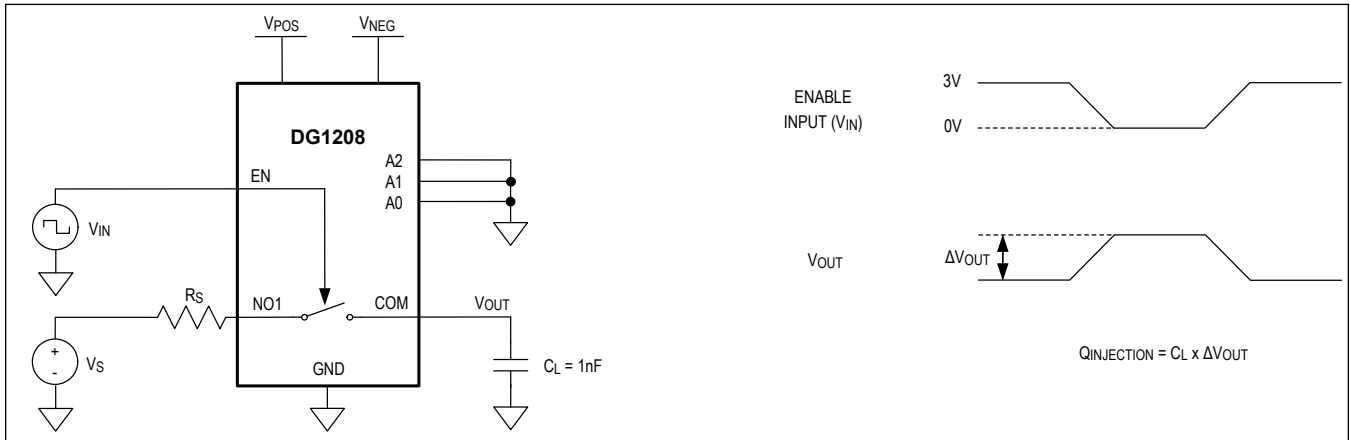 VPOS
VNEG
DG1208
A2
A1
A0
EN
VIN
RS
NO1
COM
VOUT
VS
+
-
GND
CL = 1nF
ENABLE
INPUT (VIN)
3V
0V
VOUT
ΔVOUT
QINJECTION = CL x ΔVOUT